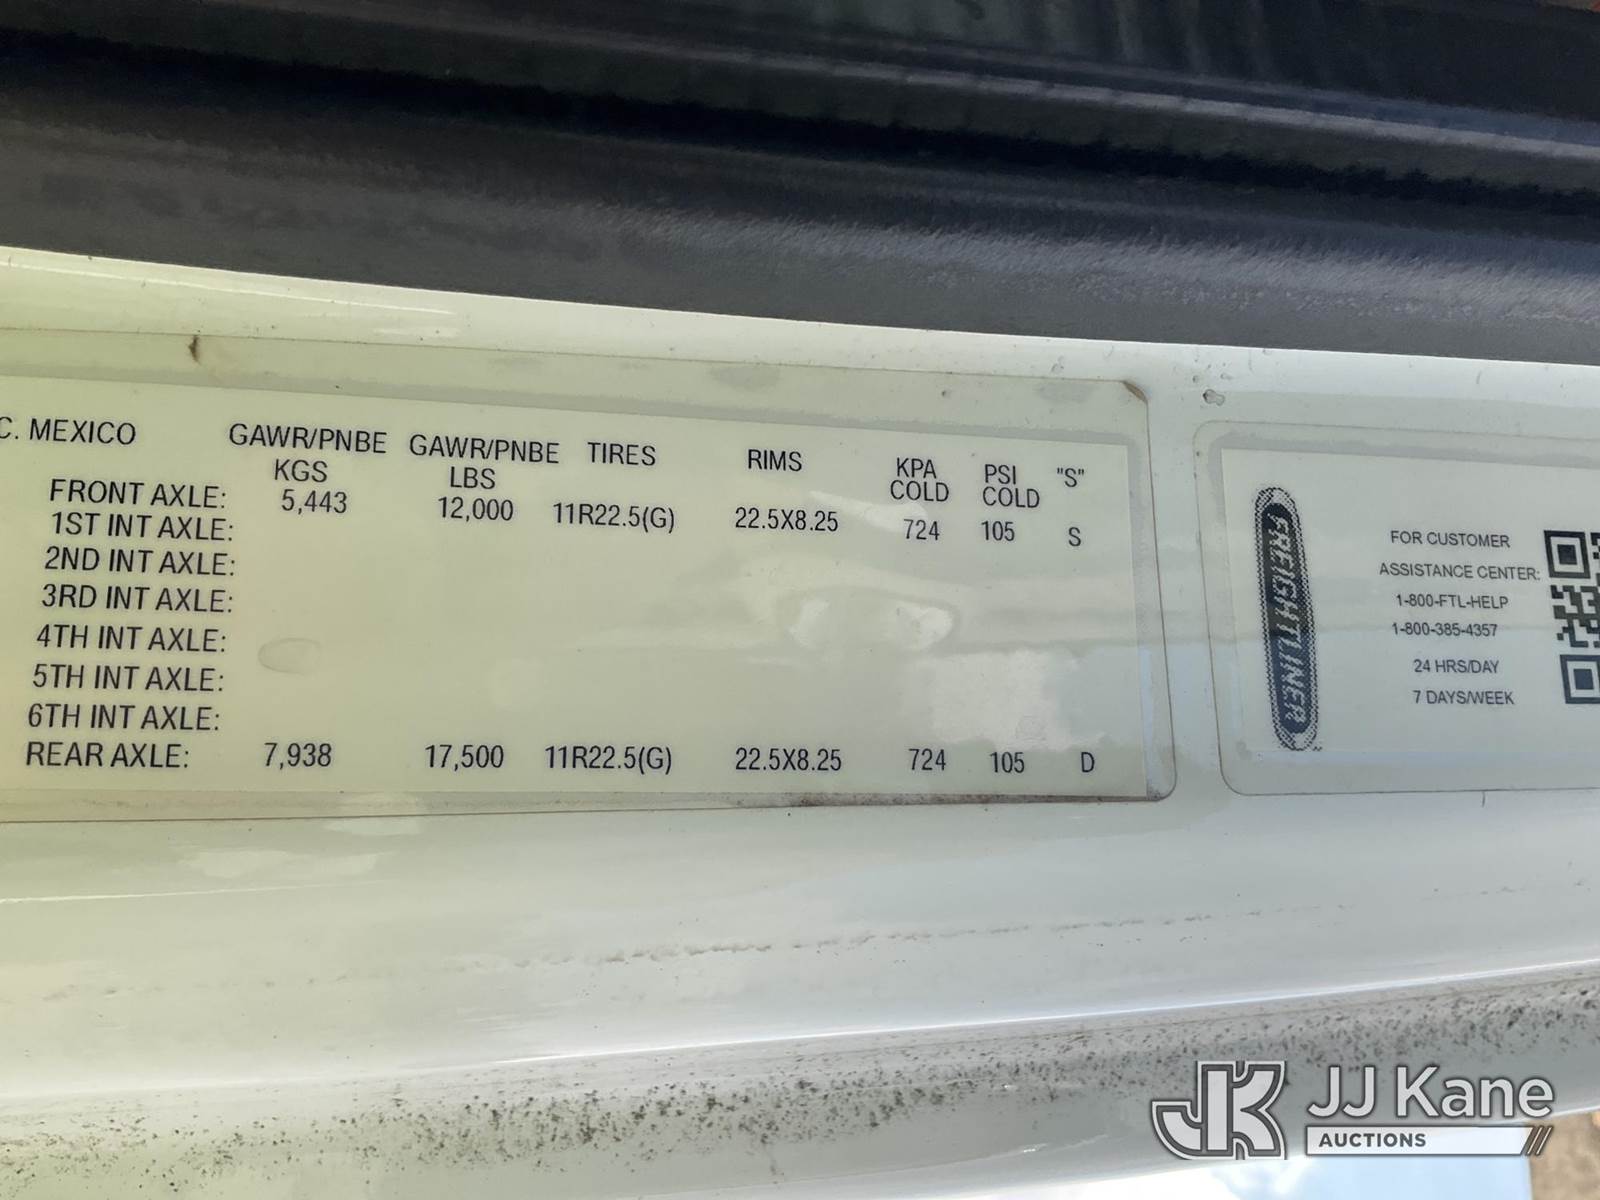 C. MEXICO GAWR/PNBE GAWR/PNBE TIRES RIMS KPA PSI "S"
KGS LBS COLD COLD
FRONT AXLE: 5,443 12,000 11R22.5(G) 22.5X8.25 724 105 S
1ST INT AXLE:
2ND INT AXLE:
3RD INT AXLE:
4TH INT AXLE:
5TH INT AXLE:
6TH INT AXLE:
REAR AXLE: 7,938 17,500 11R22.5(G) 22.5X8.25 724 105 D
FREIGHTLINER
FOR CUSTOMER
ASSISTANCE CENTER:
1-800-FTL-HELP
1-800-385-4357
24 HRS/DAY
7 DAYS/WEEK
JK JJ Kane
AUCTIONS